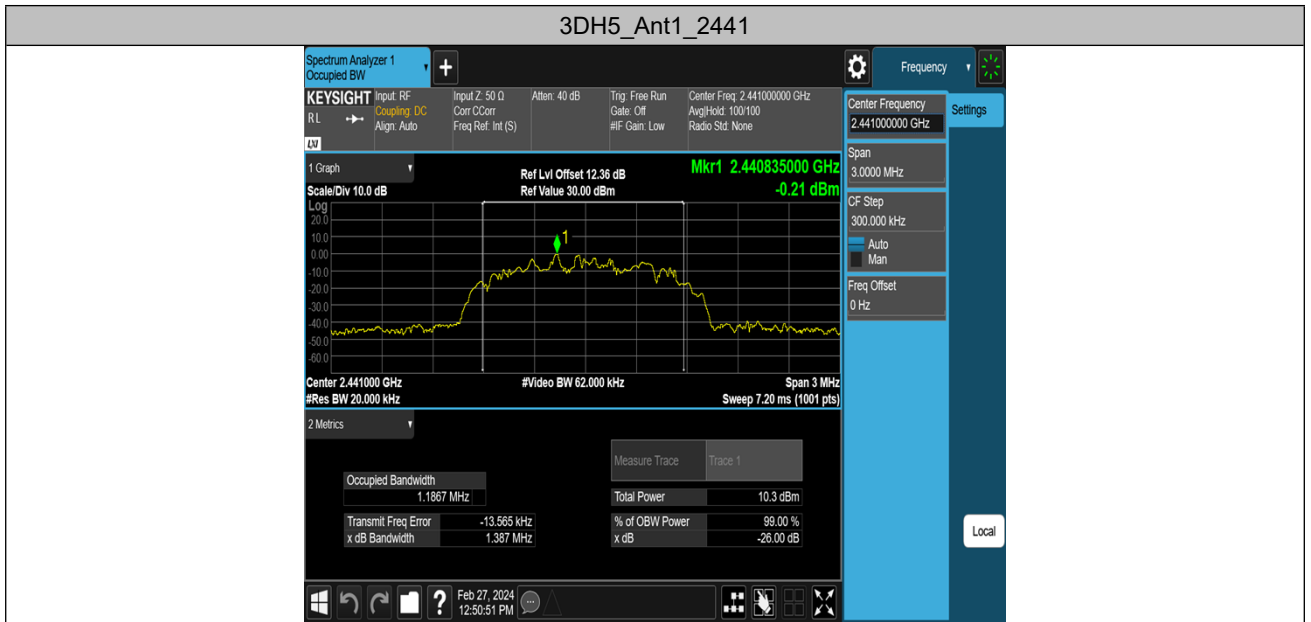 3DH5_Ant1_2441
Spectrum Analyzer 1
Occupied BW
+
Frequency
KEYSIGHT
RL
LXI
Input: RF
Coupling: DC
Align: Auto
Input Z: 50 Ω
Corr CCorr
Freq Ref: Int (S)
Atten: 40 dB
Trig: Free Run
Gate: Off
#IF Gain: Low
Center Freq: 2.441000000 GHz
Avg|Hold: 100/100
Radio Std: None
Center Frequency
2.441000000 GHz
Settings
Span
3.0000 MHz
CF Step
300.000 kHz
Auto
Man
Freq Offset
0 Hz
Local
1 Graph
Scale/Div 10.0 dB
Ref Lvl Offset 12.36 dB
Ref Value 30.00 dBm
Mkr1 2.440835000 GHz
-0.21 dBm
Log
20.0
10.0
0.00
-10.0
-20.0
-30.0
-40.0
-50.0
-60.0
1
Center 2.441000 GHz
#Res BW 20.000 kHz
#Video BW 62.000 kHz
Span 3 MHz
Sweep 7.20 ms (1001 pts)
2 Metrics
Measure Trace Trace 1
Occupied Bandwidth
1.1867 MHz
Total Power 10.3 dBm
Transmit Freq Error -13.565 kHz
% of OBW Power 99.00 %
x dB Bandwidth 1.387 MHz
x dB -26.00 dB
?
Feb 27, 2024
12:50:51 PM